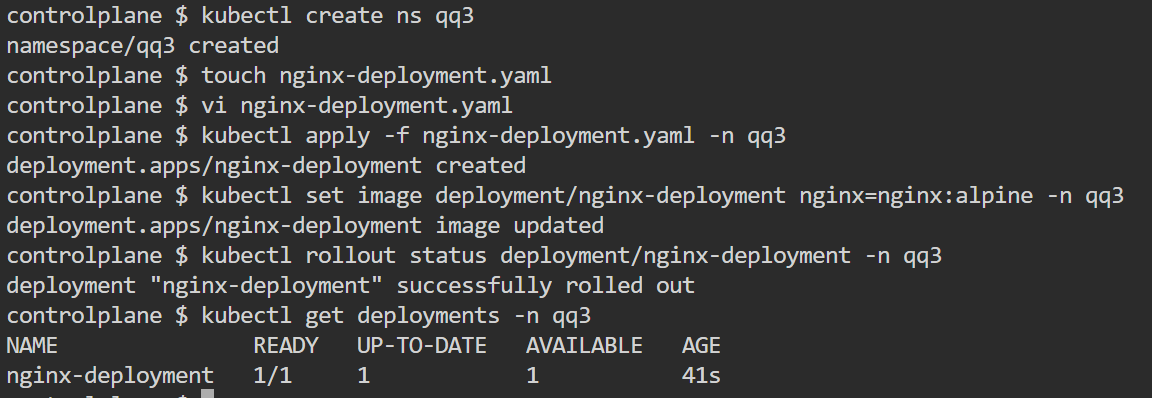 controlplane $ kubectl create ns qq3
namespace/qq3 created
controlplane $ touch nginx-deployment.yaml
controlplane $ vi nginx-deployment.yaml
controlplane $ kubectl apply -f nginx-deployment.yaml -n qq3
deployment.apps/nginx-deployment created
controlplane $ kubectl set image deployment/nginx-deployment nginx=nginx:alpine -n qq3
deployment.apps/nginx-deployment image updated
controlplane $ kubectl rollout status deployment/nginx-deployment -n qq3
deployment "nginx-deployment" successfully rolled out
controlplane $ kubectl get deployments -n qq3
NAME               READY   UP-TO-DATE   AVAILABLE   AGE
nginx-deployment   1/1     1            1           41s